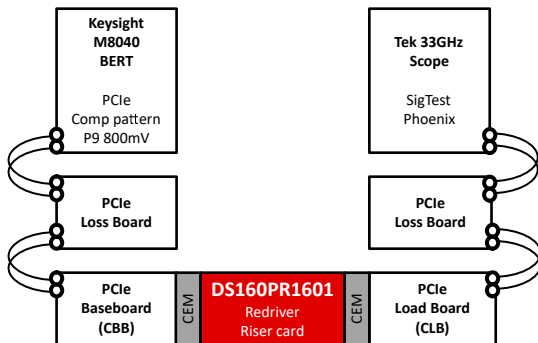 Keysight
M8040
BERT
PCIe
Comp pattern
P9 800mV
Tek 33GHz
Scope
SigTest
Phoenix
PCIe
Loss Board
PCIe
Loss Board
PCIe
Baseboard
(CBB)
CEM
DS160PR1601
Redriver
Riser card
CEM
PCIe
Load Board
(CLB)